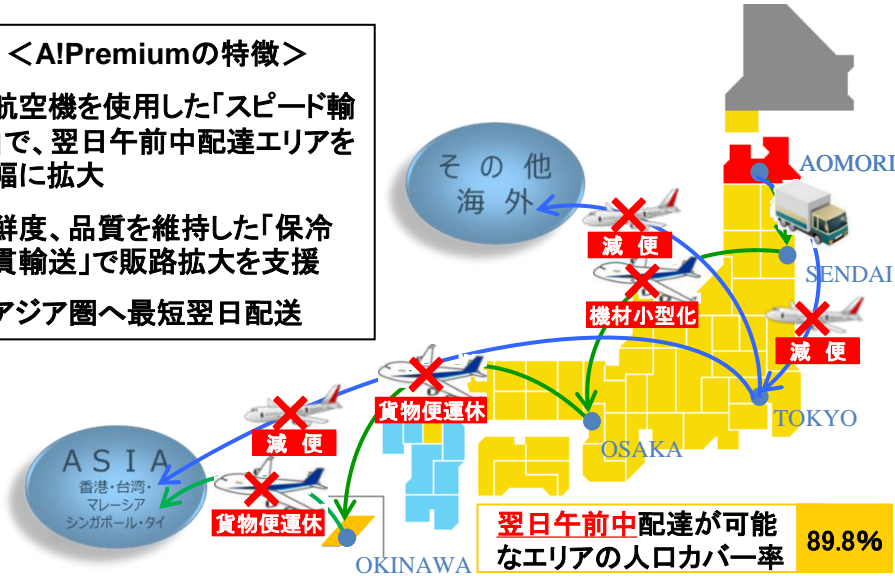 ＜A!Premiumの特徴＞
航空機を使用した「スピード輸
で、翌日午前中配達エリアを
幅に拡大
鮮度、品質を維持した「保冷
貫輸送」で販路拡大を支援
アジア圏へ最短翌日配送
その他
海外
減便
機材小型化
AOMORI
SENDAI
減便
貨物便運休
減便
TOKYO
OSAKA
ASIA
香港・台湾・
マレーシア
シンガポール・タイ
貨物便運休
OKINAWA
翌日午前中配達が可能
なエリアの人口カバー率
89.8%